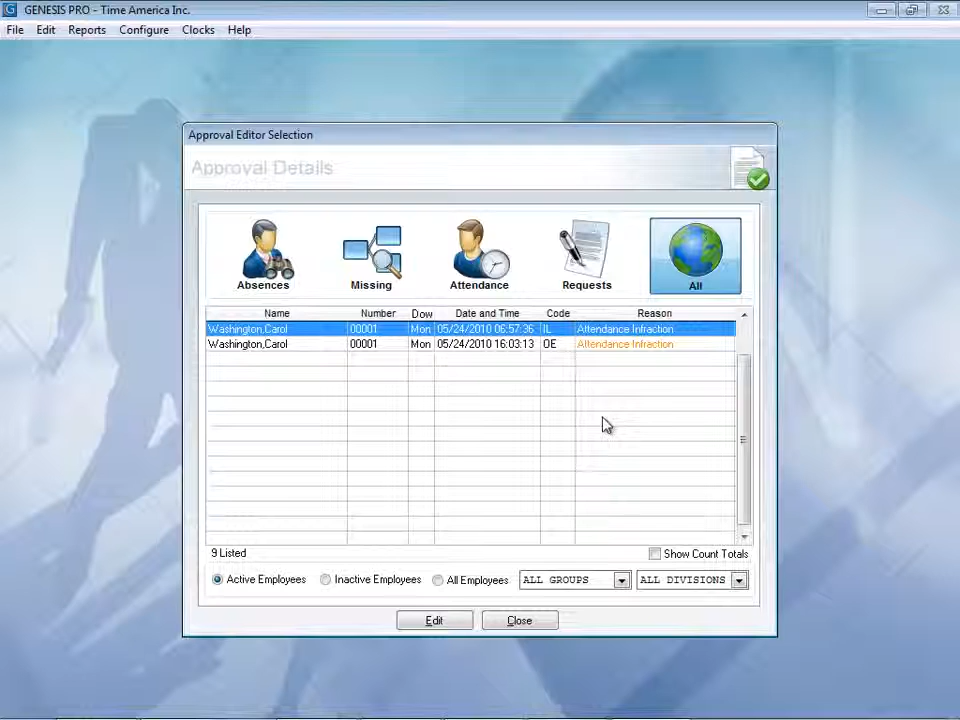 GENESIS PRO - Time America Inc.
File Edit Reports Configure Clocks Help
Approval Editor Selection
Approval Details
Absences Missing Attendance Requests All
Name Number Dow Date and Time Code Reason
Washington,Carol 00001 Mon 05/24/2010 06:57:36 IL Attendance Infraction
Washington,Carol 00001 Mon 05/24/2010 16:03:13 OE Attendance Infraction
9 Listed Show Count Totals
Active Employees Inactive Employees All Employees ALL GROUPS ALL DIVISIONS
Edit Close